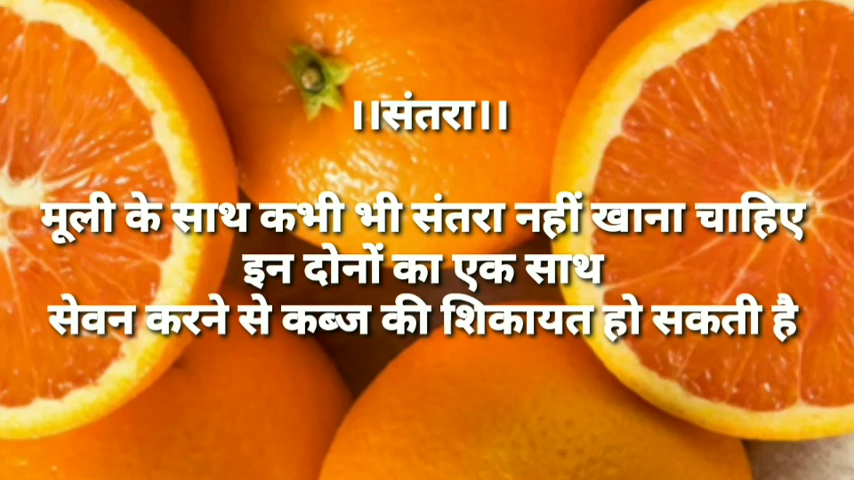 ।।संतरा।।
मूली के साथ कभी भी संतरा नहीं खाना चाहिए
इन दोनों का एक साथ
सेवन करने से कब्ज की शिकायत हो सकती है